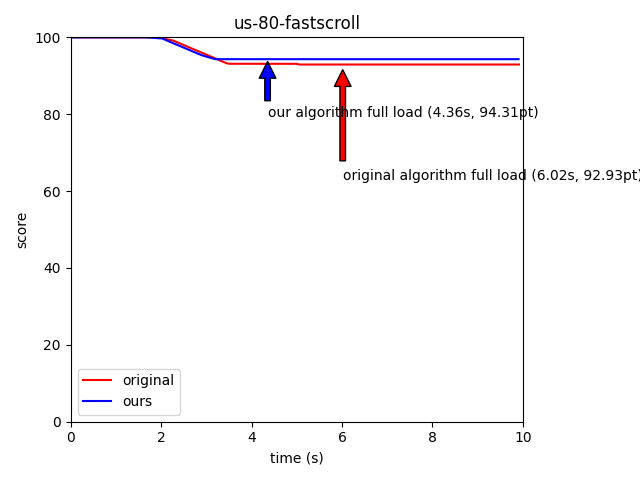 us-80-fastscroll
100
80
60
40
20
0
score
our algorithm full load (4.36s, 94.31pt)
original algorithm full load (6.02s, 92.93pt)
original
ours
0 2 4 6 8 10
time (s)